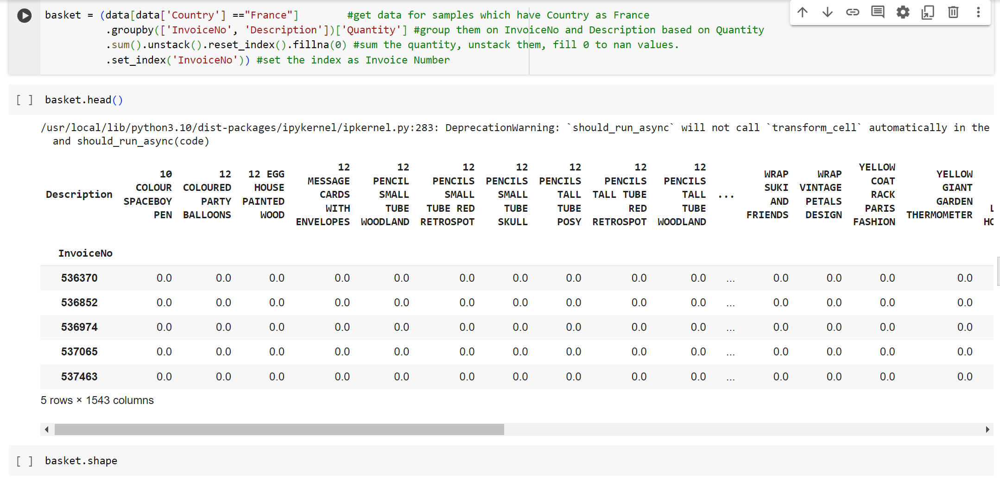 basket = (data[data['Country'] =="France"]        #get data for samples which have Country as France
          .groupby(['InvoiceNo', 'Description'])['Quantity'] #group them on InvoiceNo and Description based on Quantity
          .sum().unstack().reset_index().fillna(0) #sum the quantity, unstack them, fill 0 to nan values.
          .set_index('InvoiceNo')) #set the index as Invoice Number
[ ] basket.head()
/usr/local/lib/python3.10/dist-packages/ipykernel/ipkernel.py:283: DeprecationWarning: `should_run_async` will not call `transform_cell` automatically in the
  and should_run_async(code)
Description 10 COLOUR SPACEBOY PEN 12 COLOURED PARTY BALLOONS 12 EGG HOUSE PAINTED WOOD 12 MESSAGE CARDS WITH ENVELOPES 12 PENCIL SMALL TUBE WOODLAND 12 PENCILS SMALL TUBE RED RETROSPOT 12 PENCILS SMALL TUBE SKULL 12 PENCILS TALL TUBE POSY 12 PENCILS TALL TUBE RED RETROSPOT 12 PENCILS TALL TUBE WOODLAND ... WRAP SUKI AND FRIENDS WRAP VINTAGE PETALS DESIGN YELLOW COAT RACK PARIS FASHION YELLOW GIANT GARDEN THERMOMETER
InvoiceNo
536370 0.0 0.0 0.0 0.0 0.0 0.0 0.0 0.0 0.0 0.0 ... 0.0 0.0 0.0 0.0
536852 0.0 0.0 0.0 0.0 0.0 0.0 0.0 0.0 0.0 0.0 ... 0.0 0.0 0.0 0.0
536974 0.0 0.0 0.0 0.0 0.0 0.0 0.0 0.0 0.0 0.0 ... 0.0 0.0 0.0 0.0
537065 0.0 0.0 0.0 0.0 0.0 0.0 0.0 0.0 0.0 0.0 ... 0.0 0.0 0.0 0.0
537463 0.0 0.0 0.0 0.0 0.0 0.0 0.0 0.0 0.0 0.0 ... 0.0 0.0 0.0 0.0
5 rows × 1543 columns
[ ] basket.shape